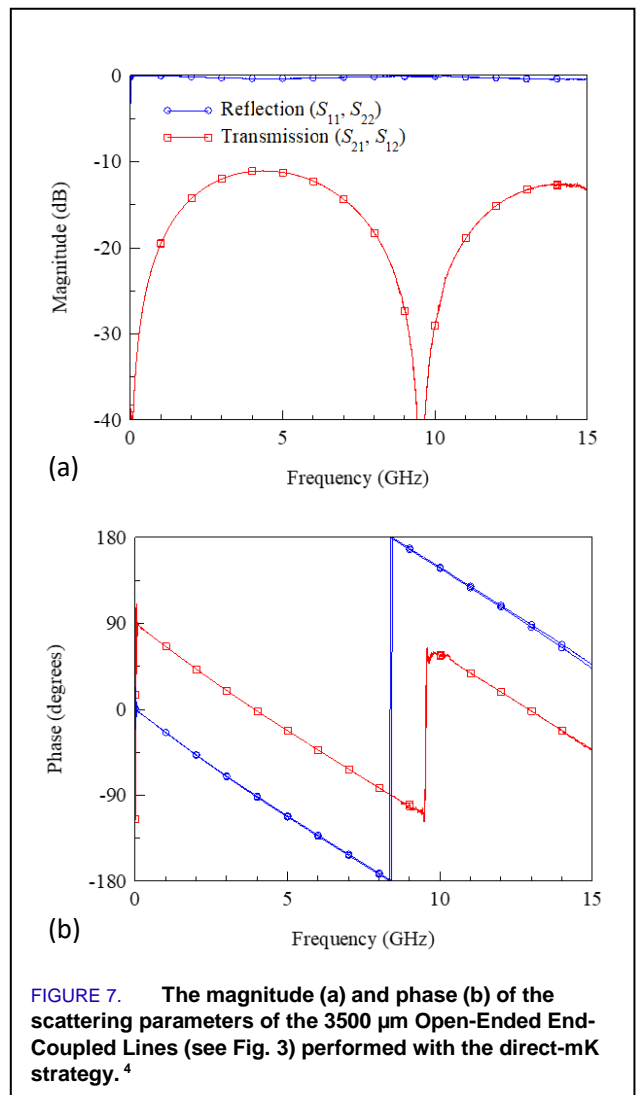 0
-10
-20
-30
-40
Magnitude (dB)
Reflection (S11, S22)
Transmission (S21, S12)
0 5 10 15
(a)
Frequency (GHz)
180
90
0
-90
-180
Phase (degrees)
0 5 10 15
(b)
Frequency (GHz)
FIGURE 7. The magnitude (a) and phase (b) of the
scattering parameters of the 3500 µm Open-Ended End-
Coupled Lines (see Fig. 3) performed with the direct-mK
strategy. 4